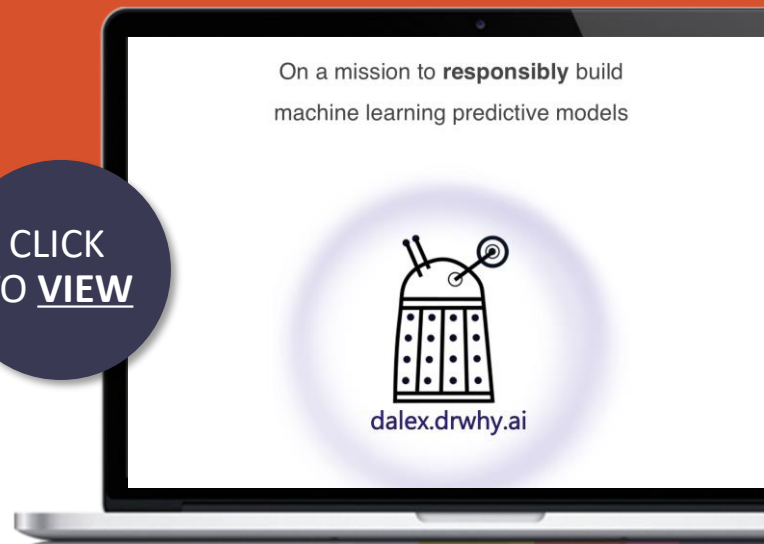 On a mission to responsibly build
machine learning predictive models
CLICK
O VIEW
dalex.drwhy.ai